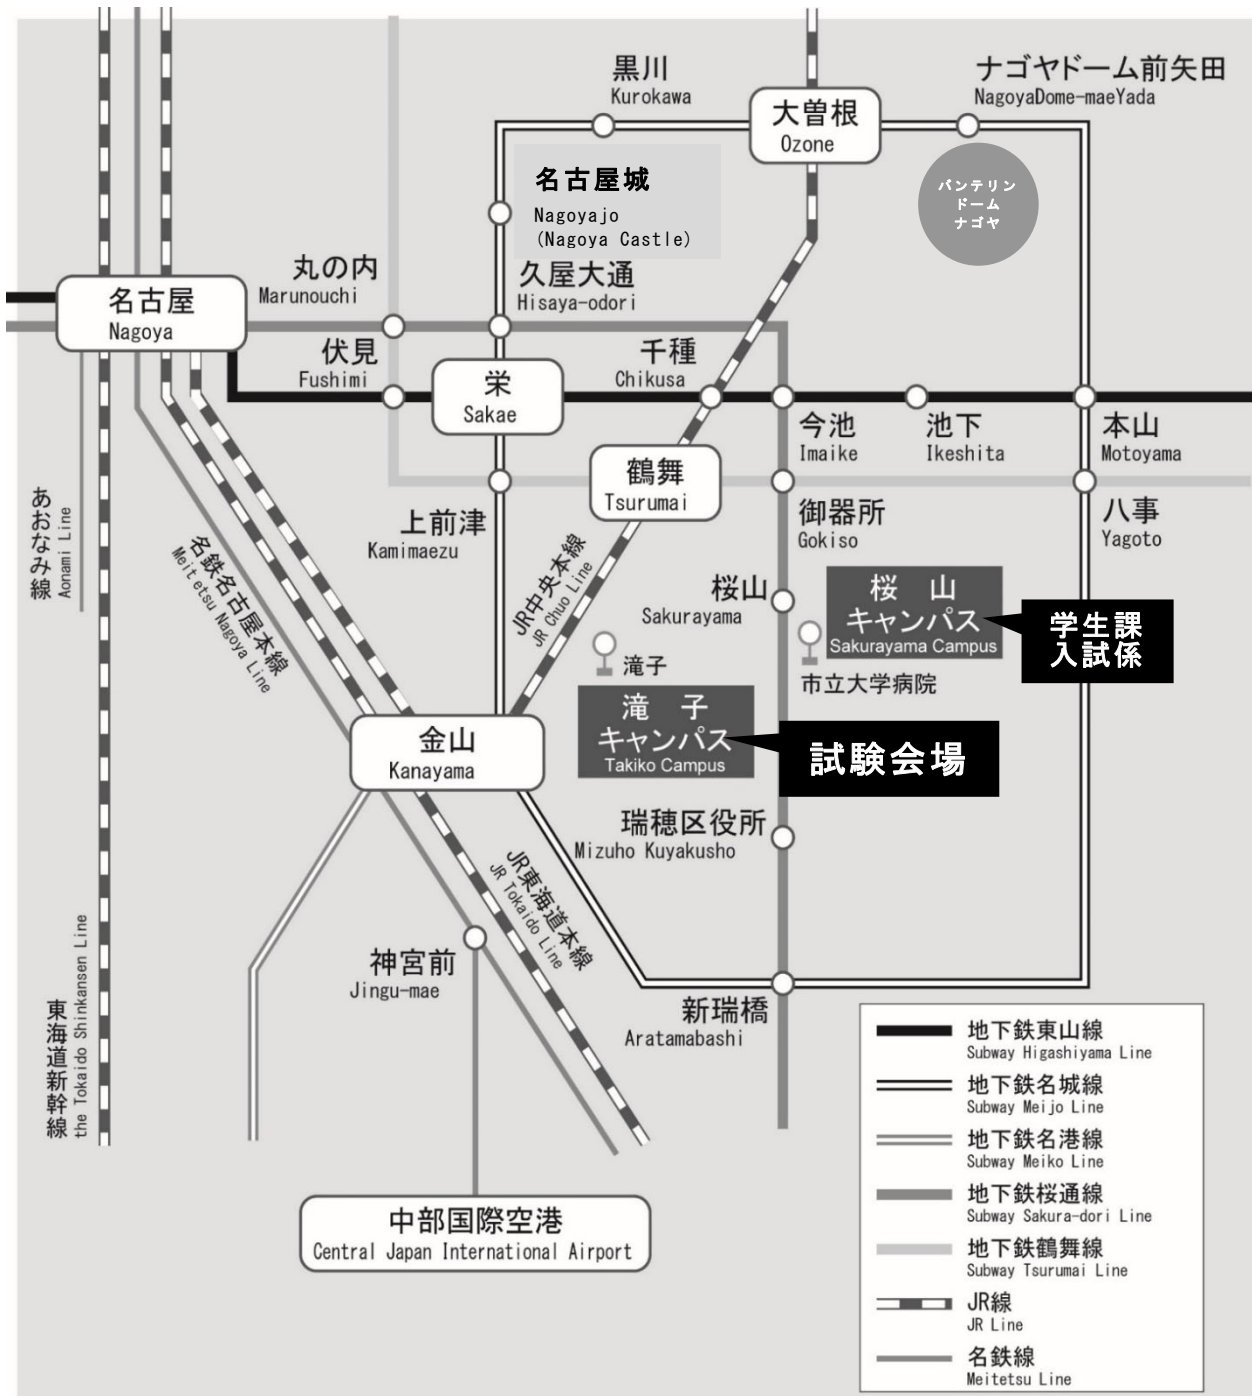 黒川
Kurokawa
大曽根
Ozone
ナゴヤドーム前矢田
NagoyaDome-maeYada
名古屋城
Nagoyajo
(Nagoya Castle)
バンテリン
ドーム
ナゴヤ
丸の内
Marunouchi
久屋大通
Hisaya-odori
名古屋
Nagoya
伏見
Fushimi
栄
Sakae
千種
Chikusa
今池
Imaike
池下
Ikeshita
本山
Motoyama
鶴舞
Tsurumai
上前津
Kamimaezu
御器所
Gokiso
八事
Yagoto
あおなみ線
Aonami Line
名鉄名古屋本線
Meitetsu Nagoya Line
JR中央本線
JR Chuo Line
桜山
Sakurayama
桜 山
キャンパス
Sakurayama Campus
学生課
入試係
滝子
市立大学病院
滝 子
キャンパス
Takiko Campus
試験会場
金山
Kanayama
瑞穂区役所
Mizuho Kuyakusho
JR東海道本線
JR Tokaido Line
神宮前
Jingu-mae
新瑞橋
Aratamabashi
東海道新幹線
the Tokaido Shinkansen Line
中部国際空港
Central Japan International Airport
地下鉄東山線
Subway Higashiyama Line
地下鉄名城線
Subway Meijo Line
地下鉄名港線
Subway Meiko Line
地下鉄桜通線
Subway Sakura-dori Line
地下鉄鶴舞線
Subway Tsurumai Line
JR線
JR Line
名鉄線
Meitetsu Line